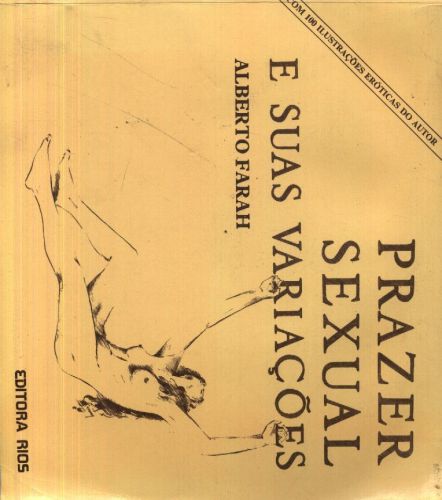 COM 100 ILUSTRAÇÕES ERÓTICAS DO AUTOR
PRAZER
SEXUAL
E SUAS VARIAÇÕES
ALBERTO FARAH
EDITORA RIOS